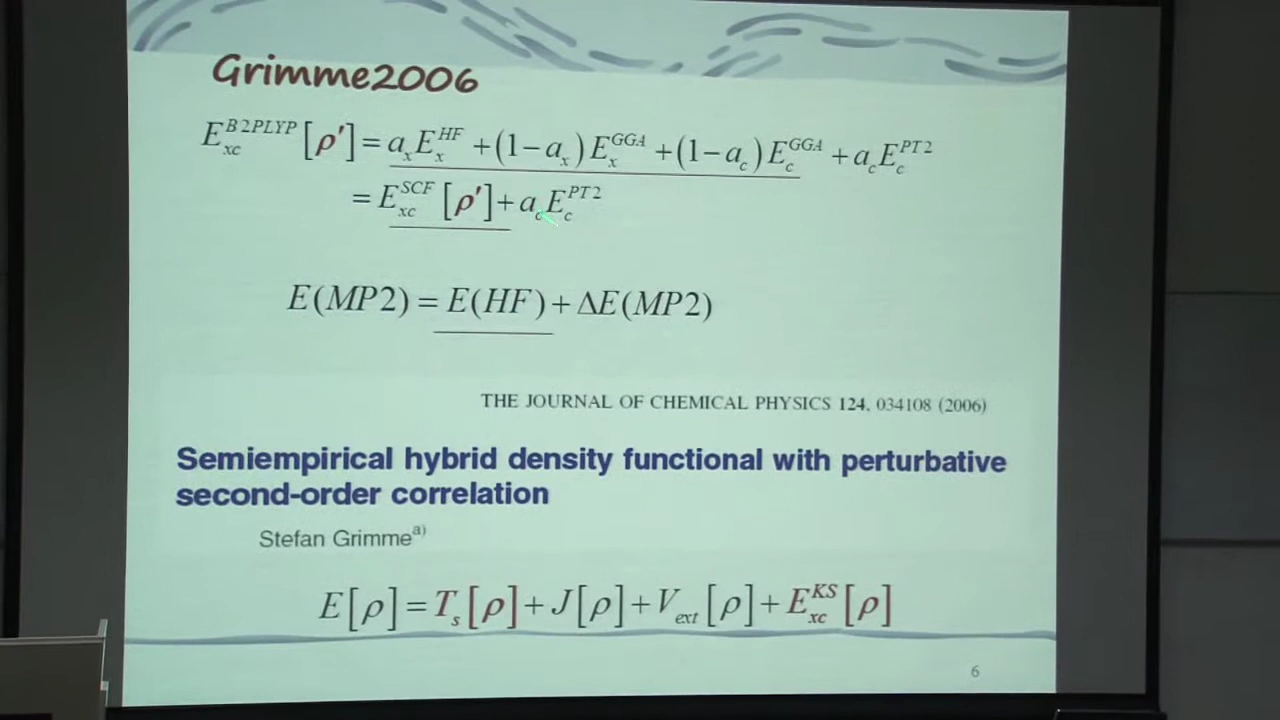 Grimme2006
E_xc^B2PLYP[ρ'] = a_x E_x^HF + (1−a_x) E_x^GGA + (1−a_c) E_c^GGA + a_c E_c^PT2
= E_xc^SCF[ρ'] + a_c E_c^PT2
E(MP2) = E(HF) + ΔE(MP2)
THE JOURNAL OF CHEMICAL PHYSICS 124, 034108 (2006)
Semiempirical hybrid density functional with perturbative
second-order correlation
Stefan Grimme^a)
E[ρ] = T_s[ρ] + J[ρ] + V_ext[ρ] + E_xc^KS[ρ]
6